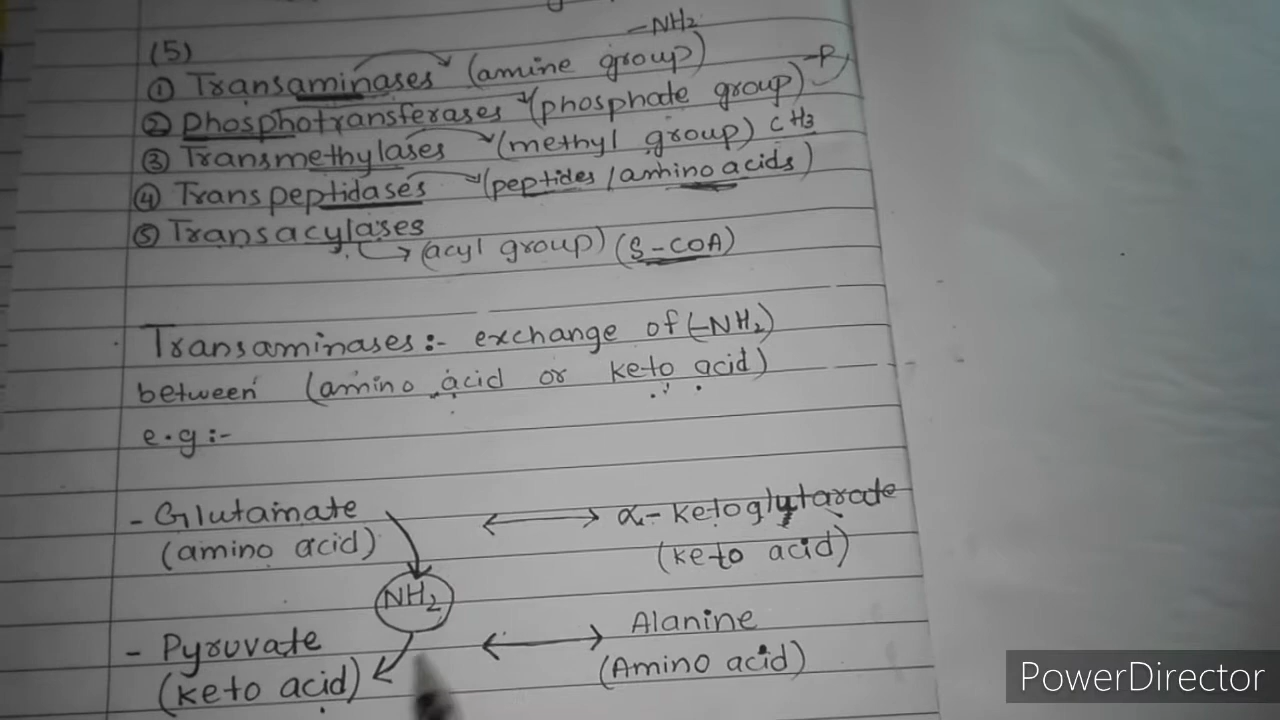 -NH2
(5)
① Transaminases (amine group)
② Phosphotransferases (phosphate group) -P
③ Transmethylases (methyl group) CH3
④ Transpeptidases (peptides / amino acids)
⑤ Transacylases
(acyl group) (S-COA)
Transaminases:- exchange of (-NH2)
between (amino acid or keto acid)
e.g:-
- Glutamate ↔ α-Ketoglutarate
(amino acid) (keto acid)
NH2
- Pyruvate ↔ Alanine
(keto acid) (Amino acid)
PowerDirector